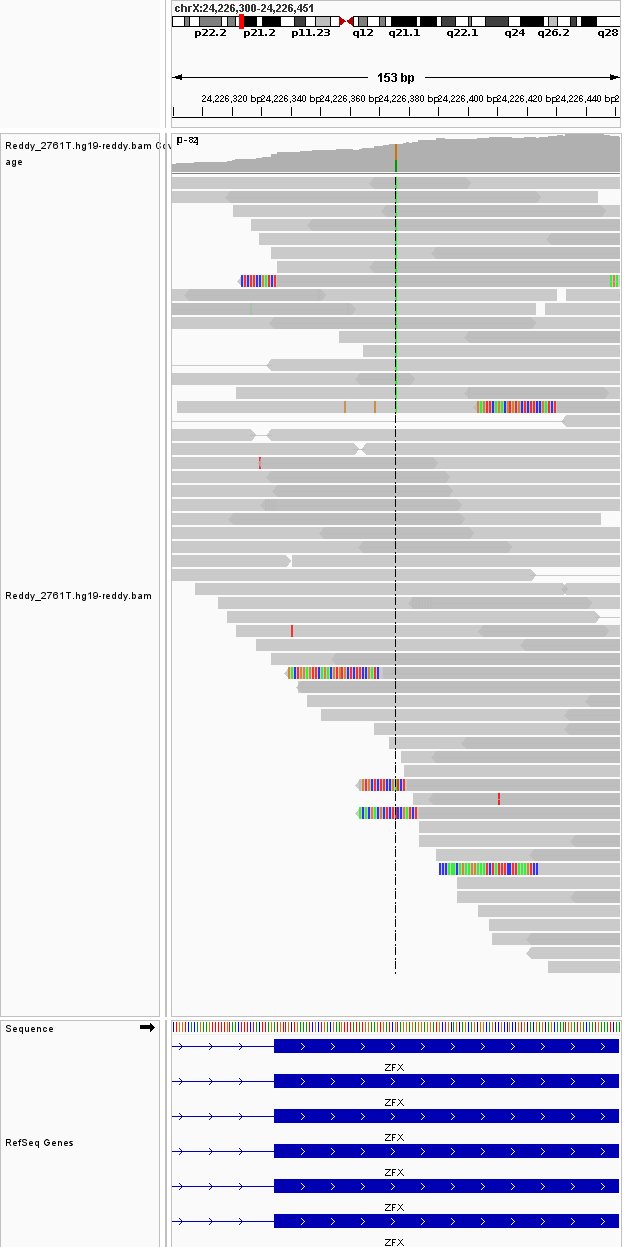 chrX:24,226,300-24,226,451
p22.2 p21.2 p11.23 q12 q21.1 q22.1 q24 q26.2 q28
153 bp
24,226,320 bp 24,226,340 bp 24,226,360 bp 24,226,380 bp 24,226,400 bp 24,226,420 bp 24,226,440 bp
Reddy_2761T.hg19-reddy.bam Cov
age
[0-82]
Reddy_2761T.hg19-reddy.bam
Sequence
ZFX
ZFX
ZFX
RefSeq Genes
ZFX
ZFX
ZFX